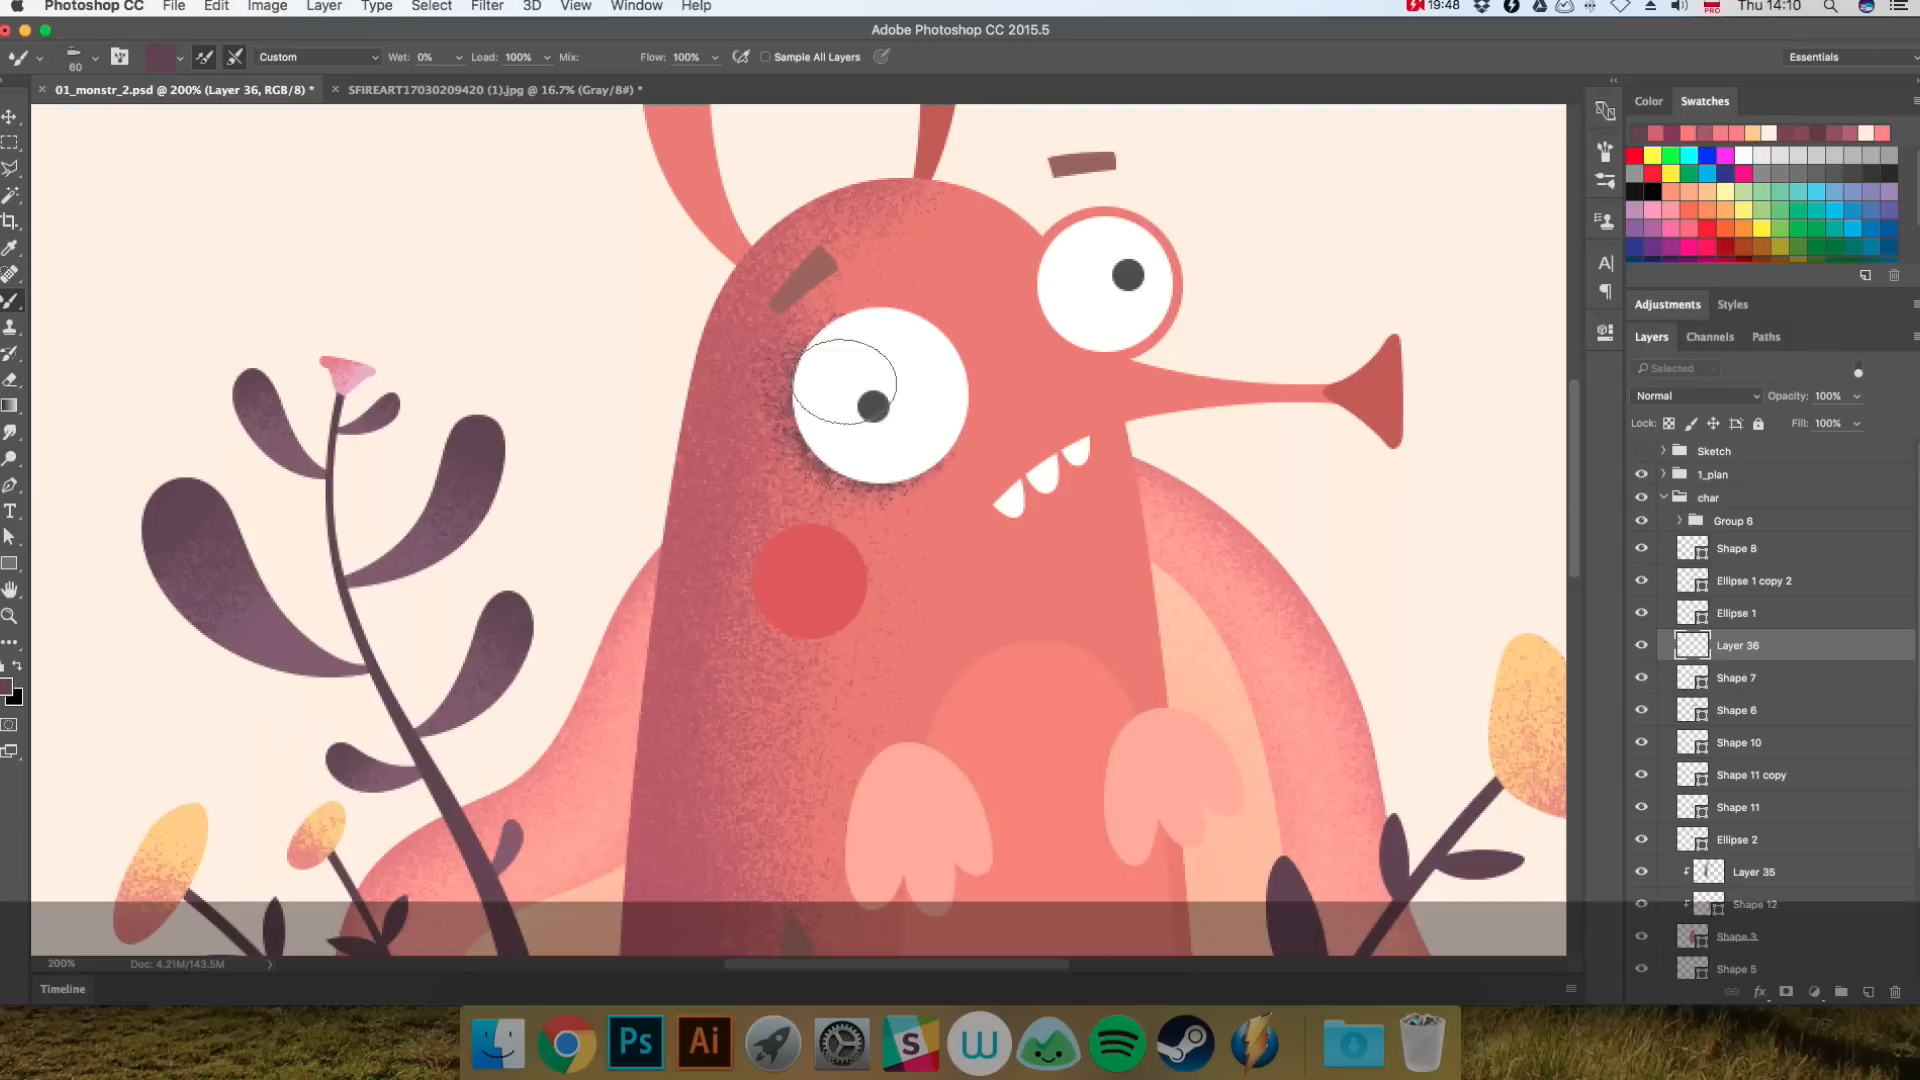 Photoshop CC File Edit Image Layer Type Select Filter 3D View Window Help 19:48 PRO Thu 14:10
Adobe Photoshop CC 2015.5
60 Custom Wet: 0% Load: 100% Mix: Flow: 100% Sample All Layers Essentials
01_monstr_2.psd @ 200% (Layer 36, RGB/8) * SFIREART17030209420 (1).jpg @ 16.7% (Gray/8#) *
Color Swatches
Adjustments Styles
Layers Channels Paths
Selected
Normal Opacity: 100%
Lock: Fill: 100%
Sketch
1_plan
char
Group 6
Shape 8
Ellipse 1 copy 2
Ellipse 1
Layer 36
Shape 7
Shape 6
Shape 10
Shape 11 copy
Shape 11
Ellipse 2
Layer 35
Shape 12
Shape 3
Shape 5
200% Doc: 4.21M/143.5M
Timeline
fx
Ps Ai